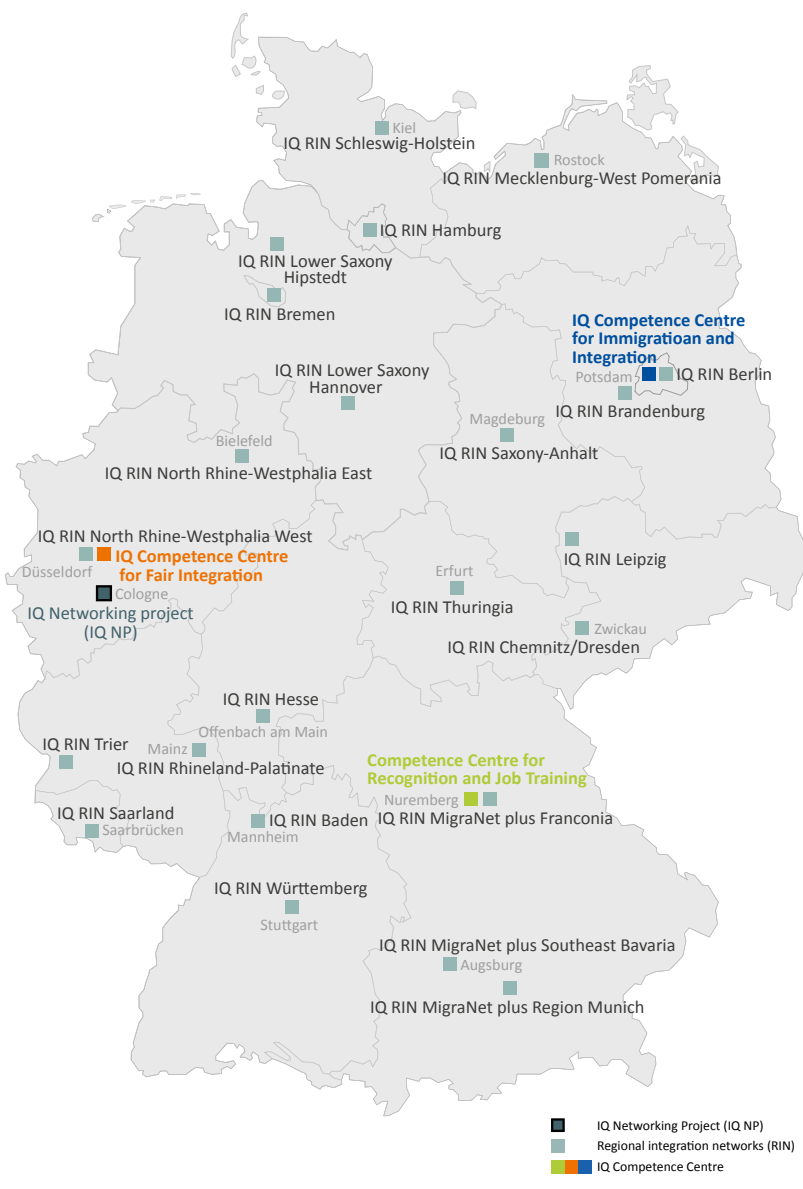 Kiel
IQ RIN Schleswig-Holstein
Rostock
IQ RIN Mecklenburg-West Pomerania
IQ RIN Hamburg
IQ RIN Lower Saxony
Hipstedt
IQ RIN Bremen
IQ Competence Centre
for Immigratioan and
Integration
Potsdam
IQ RIN Berlin
IQ RIN Brandenburg
IQ RIN Lower Saxony
Hannover
Magdeburg
IQ RIN Saxony-Anhalt
Bielefeld
IQ RIN North Rhine-Westphalia East
IQ RIN North Rhine-Westphalia West
IQ Competence Centre
for Fair Integration
Düsseldorf
Cologne
IQ Networking project
(IQ NP)
IQ RIN Leipzig
Erfurt
IQ RIN Thuringia
Zwickau
IQ RIN Chemnitz/Dresden
IQ RIN Hesse
Offenbach am Main
IQ RIN Trier
Mainz
IQ RIN Rhineland-Palatinate
Competence Centre for
Recognition and Job Training
Nuremberg
IQ RIN MigraNet plus Franconia
IQ RIN Saarland
Saarbrücken
IQ RIN Baden
Mannheim
IQ RIN Württemberg
Stuttgart
IQ RIN MigraNet plus Southeast Bavaria
Augsburg
IQ RIN MigraNet plus Region Munich
IQ Networking Project (IQ NP)
Regional integration networks (RIN)
IQ Competence Centre